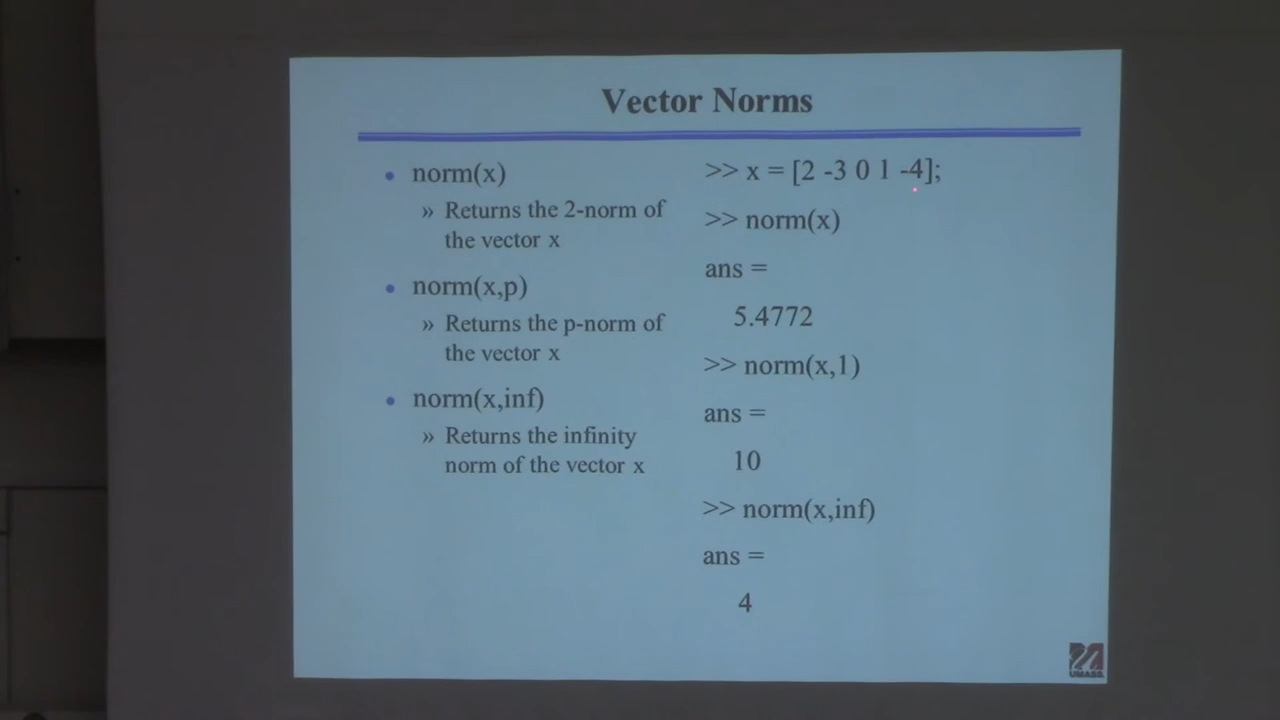 Vector Norms
• norm(x)
» Returns the 2-norm of
the vector x
• norm(x,p)
» Returns the p-norm of
the vector x
• norm(x,inf)
» Returns the infinity
norm of the vector x
>> x = [2 -3 0 1 -4];
>> norm(x)
ans =
5.4772
>> norm(x,1)
ans =
10
>> norm(x,inf)
ans =
4
UMASS